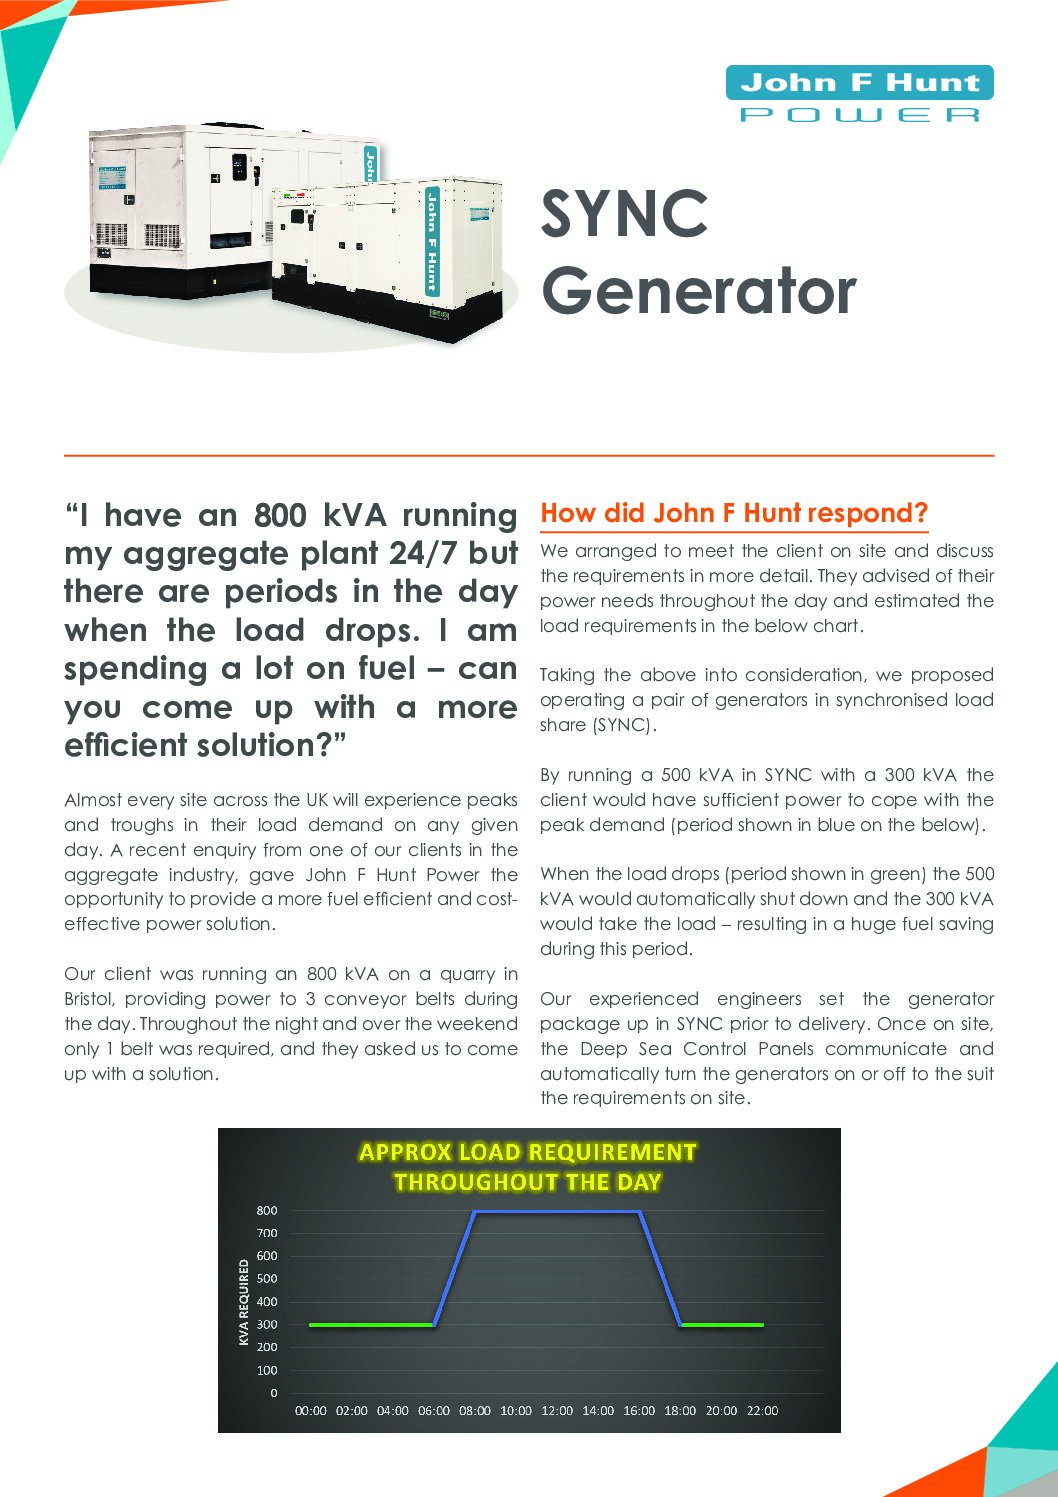 John F Hunt
POWER
John F Hunt
John
John F Hunt
SYNC
Generator
“I have an 800 kVA running
my aggregate plant 24/7 but
there are periods in the day
when the load drops. I am
spending a lot on fuel – can
you come up with a more
efficient solution?”
Almost every site across the UK will experience peaks
and troughs in their load demand on any given
day. A recent enquiry from one of our clients in the
aggregate industry, gave John F Hunt Power the
opportunity to provide a more fuel efficient and cost-
effective power solution.
Our client was running an 800 kVA on a quarry in
Bristol, providing power to 3 conveyor belts during
the day. Throughout the night and over the weekend
only 1 belt was required, and they asked us to come
up with a solution.
How did John F Hunt respond?
We arranged to meet the client on site and discuss
the requirements in more detail. They advised of their
power needs throughout the day and estimated the
load requirements in the below chart.
Taking the above into consideration, we proposed
operating a pair of generators in synchronised load
share (SYNC).
By running a 500 kVA in SYNC with a 300 kVA the
client would have sufficient power to cope with the
peak demand (period shown in blue on the below).
When the load drops (period shown in green) the 500
kVA would automatically shut down and the 300 kVA
would take the load – resulting in a huge fuel saving
during this period.
Our experienced engineers set the generator
package up in SYNC prior to delivery. Once on site,
the Deep Sea Control Panels communicate and
automatically turn the generators on or off to the suit
the requirements on site.
APPROX LOAD REQUIREMENT
THROUGHOUT THE DAY
KVA REQUIRED
800
700
600
500
400
300
200
100
0
00:00 02:00 04:00 06:00 08:00 10:00 12:00 14:00 16:00 18:00 20:00 22:00